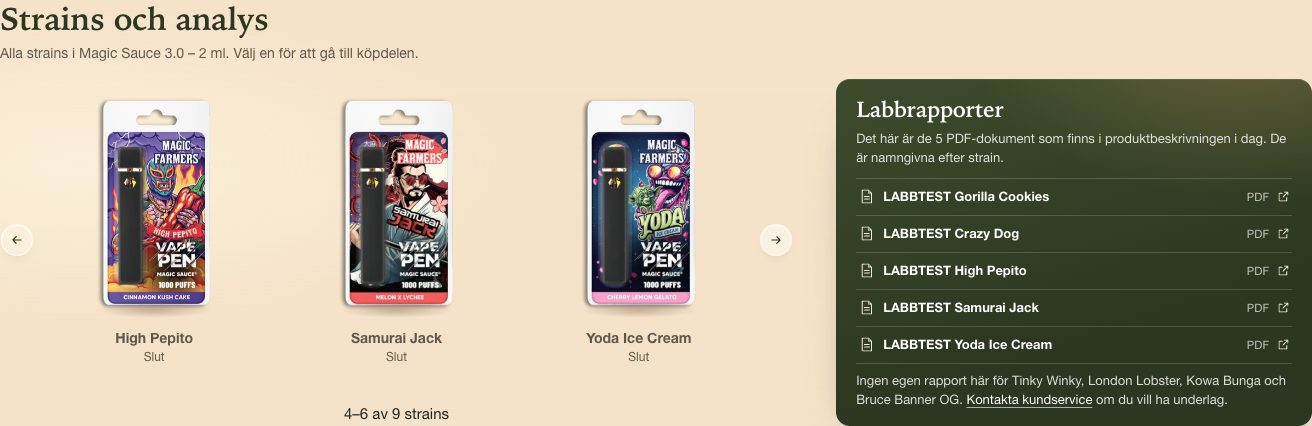 Strains och analys
Alla strains i Magic Sauce 3.0 – 2 ml. Välj en för att gå till köpdelen.
MAGIC
FARMERS
HIGH PEPITO
VAPE
PEN
MAGIC SAUCE
1000 PUFFS
CINNAMON KUSH CAKE
High Pepito
Slut
MAGIC
FARMERS
SAMURAI
JACK
VAPE
PEN
MAGIC SAUCE
1000 PUFFS
MELON X LYCHEE
Samurai Jack
Slut
MAGIC
FARMERS
YODA
ICE CREAM
VAPE
PEN
MAGIC SAUCE
1000 PUFFS
CHERRY LEMON GELATO
Yoda Ice Cream
Slut
4–6 av 9 strains
Labbrapporter
Det här är de 5 PDF-dokument som finns i produktbeskrivningen i dag. De
är namngivna efter strain.
LABBTEST Gorilla Cookies PDF
LABBTEST Crazy Dog PDF
LABBTEST High Pepito PDF
LABBTEST Samurai Jack PDF
LABBTEST Yoda Ice Cream PDF
Ingen egen rapport här för Tinky Winky, London Lobster, Kowa Bunga och
Bruce Banner OG. Kontakta kundservice om du vill ha underlag.